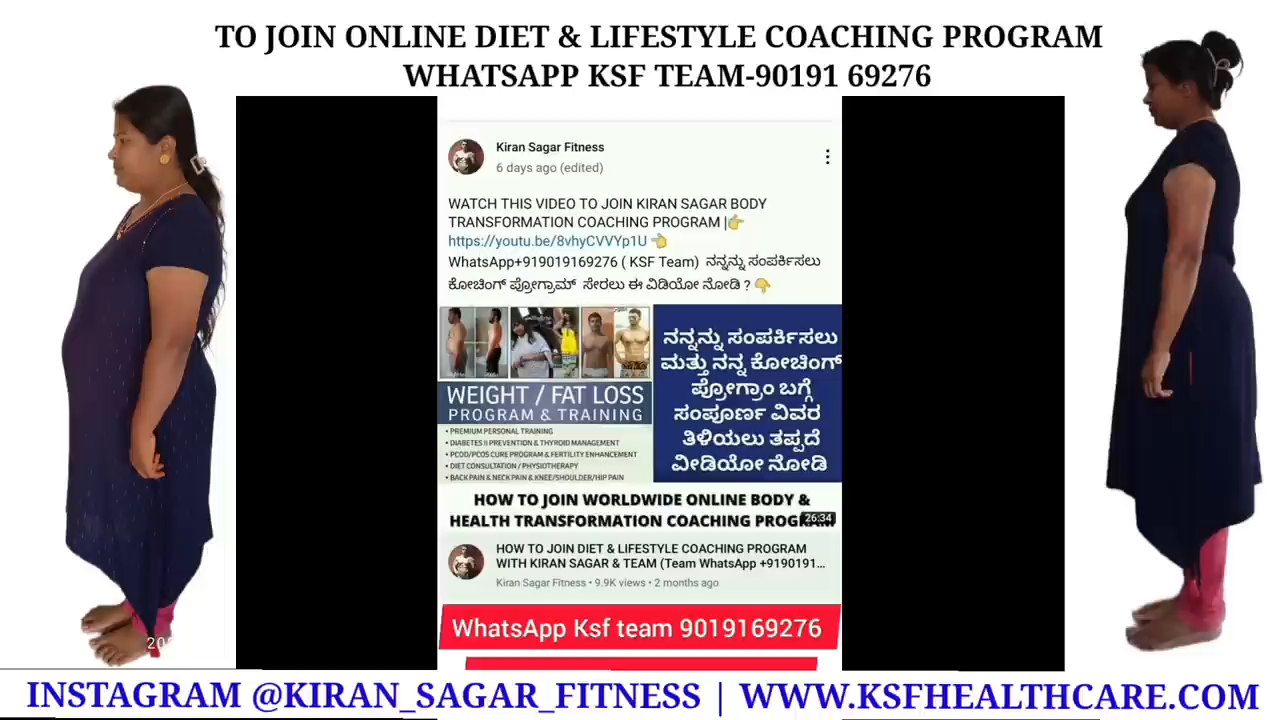 TO JOIN ONLINE DIET & LIFESTYLE COACHING PROGRAM
WHATSAPP KSF TEAM-90191 69276
Kiran Sagar Fitness
6 days ago (edited)
WATCH THIS VIDEO TO JOIN KIRAN SAGAR BODY
TRANSFORMATION COACHING PROGRAM |👉
https://youtu.be/8vhyCVVYp1U 👈
WhatsApp+919019169276 ( KSF Team) ನನ್ನನ್ನು ಸಂಪರ್ಕಿಸಲು
ಕೋಚಿಂಗ್ ಪ್ರೋಗ್ರಾಮ್ ಸೇರಲು ಈ ವಿಡಿಯೋ ನೋಡಿ ? 👇
WEIGHT / FAT LOSS
PROGRAM & TRAINING
• PREMIUM PERSONAL TRAINING
• DIABETES II PREVENTION & THYROID MANAGEMENT
• PCOD/PCOS CURE PROGRAM & FERTILITY ENHANCEMENT
• DIET CONSULTATION / PHYSIOTHERAPY
• BACK PAIN & NECK PAIN & KNEE/SHOULDER/HIP PAIN
ನನ್ನನ್ನು ಸಂಪರ್ಕಿಸಲು
ಮತ್ತು ನನ್ನ ಕೋಚಿಂಗ್
ಪ್ರೋಗ್ರಾಂ ಬಗ್ಗೆ
ಸಂಪೂರ್ಣ ವಿವರ
ತಿಳಿಯಲು ತಪ್ಪದೆ
ವೀಡಿಯೋ ನೋಡಿ
HOW TO JOIN WORLDWIDE ONLINE BODY &
HEALTH TRANSFORMATION COACHING PROGRAM
26:34
HOW TO JOIN DIET & LIFESTYLE COACHING PROGRAM
WITH KIRAN SAGAR & TEAM (Team WhatsApp +9190191...
Kiran Sagar Fitness • 9.9K views • 2 months ago
WhatsApp Ksf team 9019169276
INSTAGRAM @KIRAN_SAGAR_FITNESS | WWW.KSFHEALTHCARE.COM